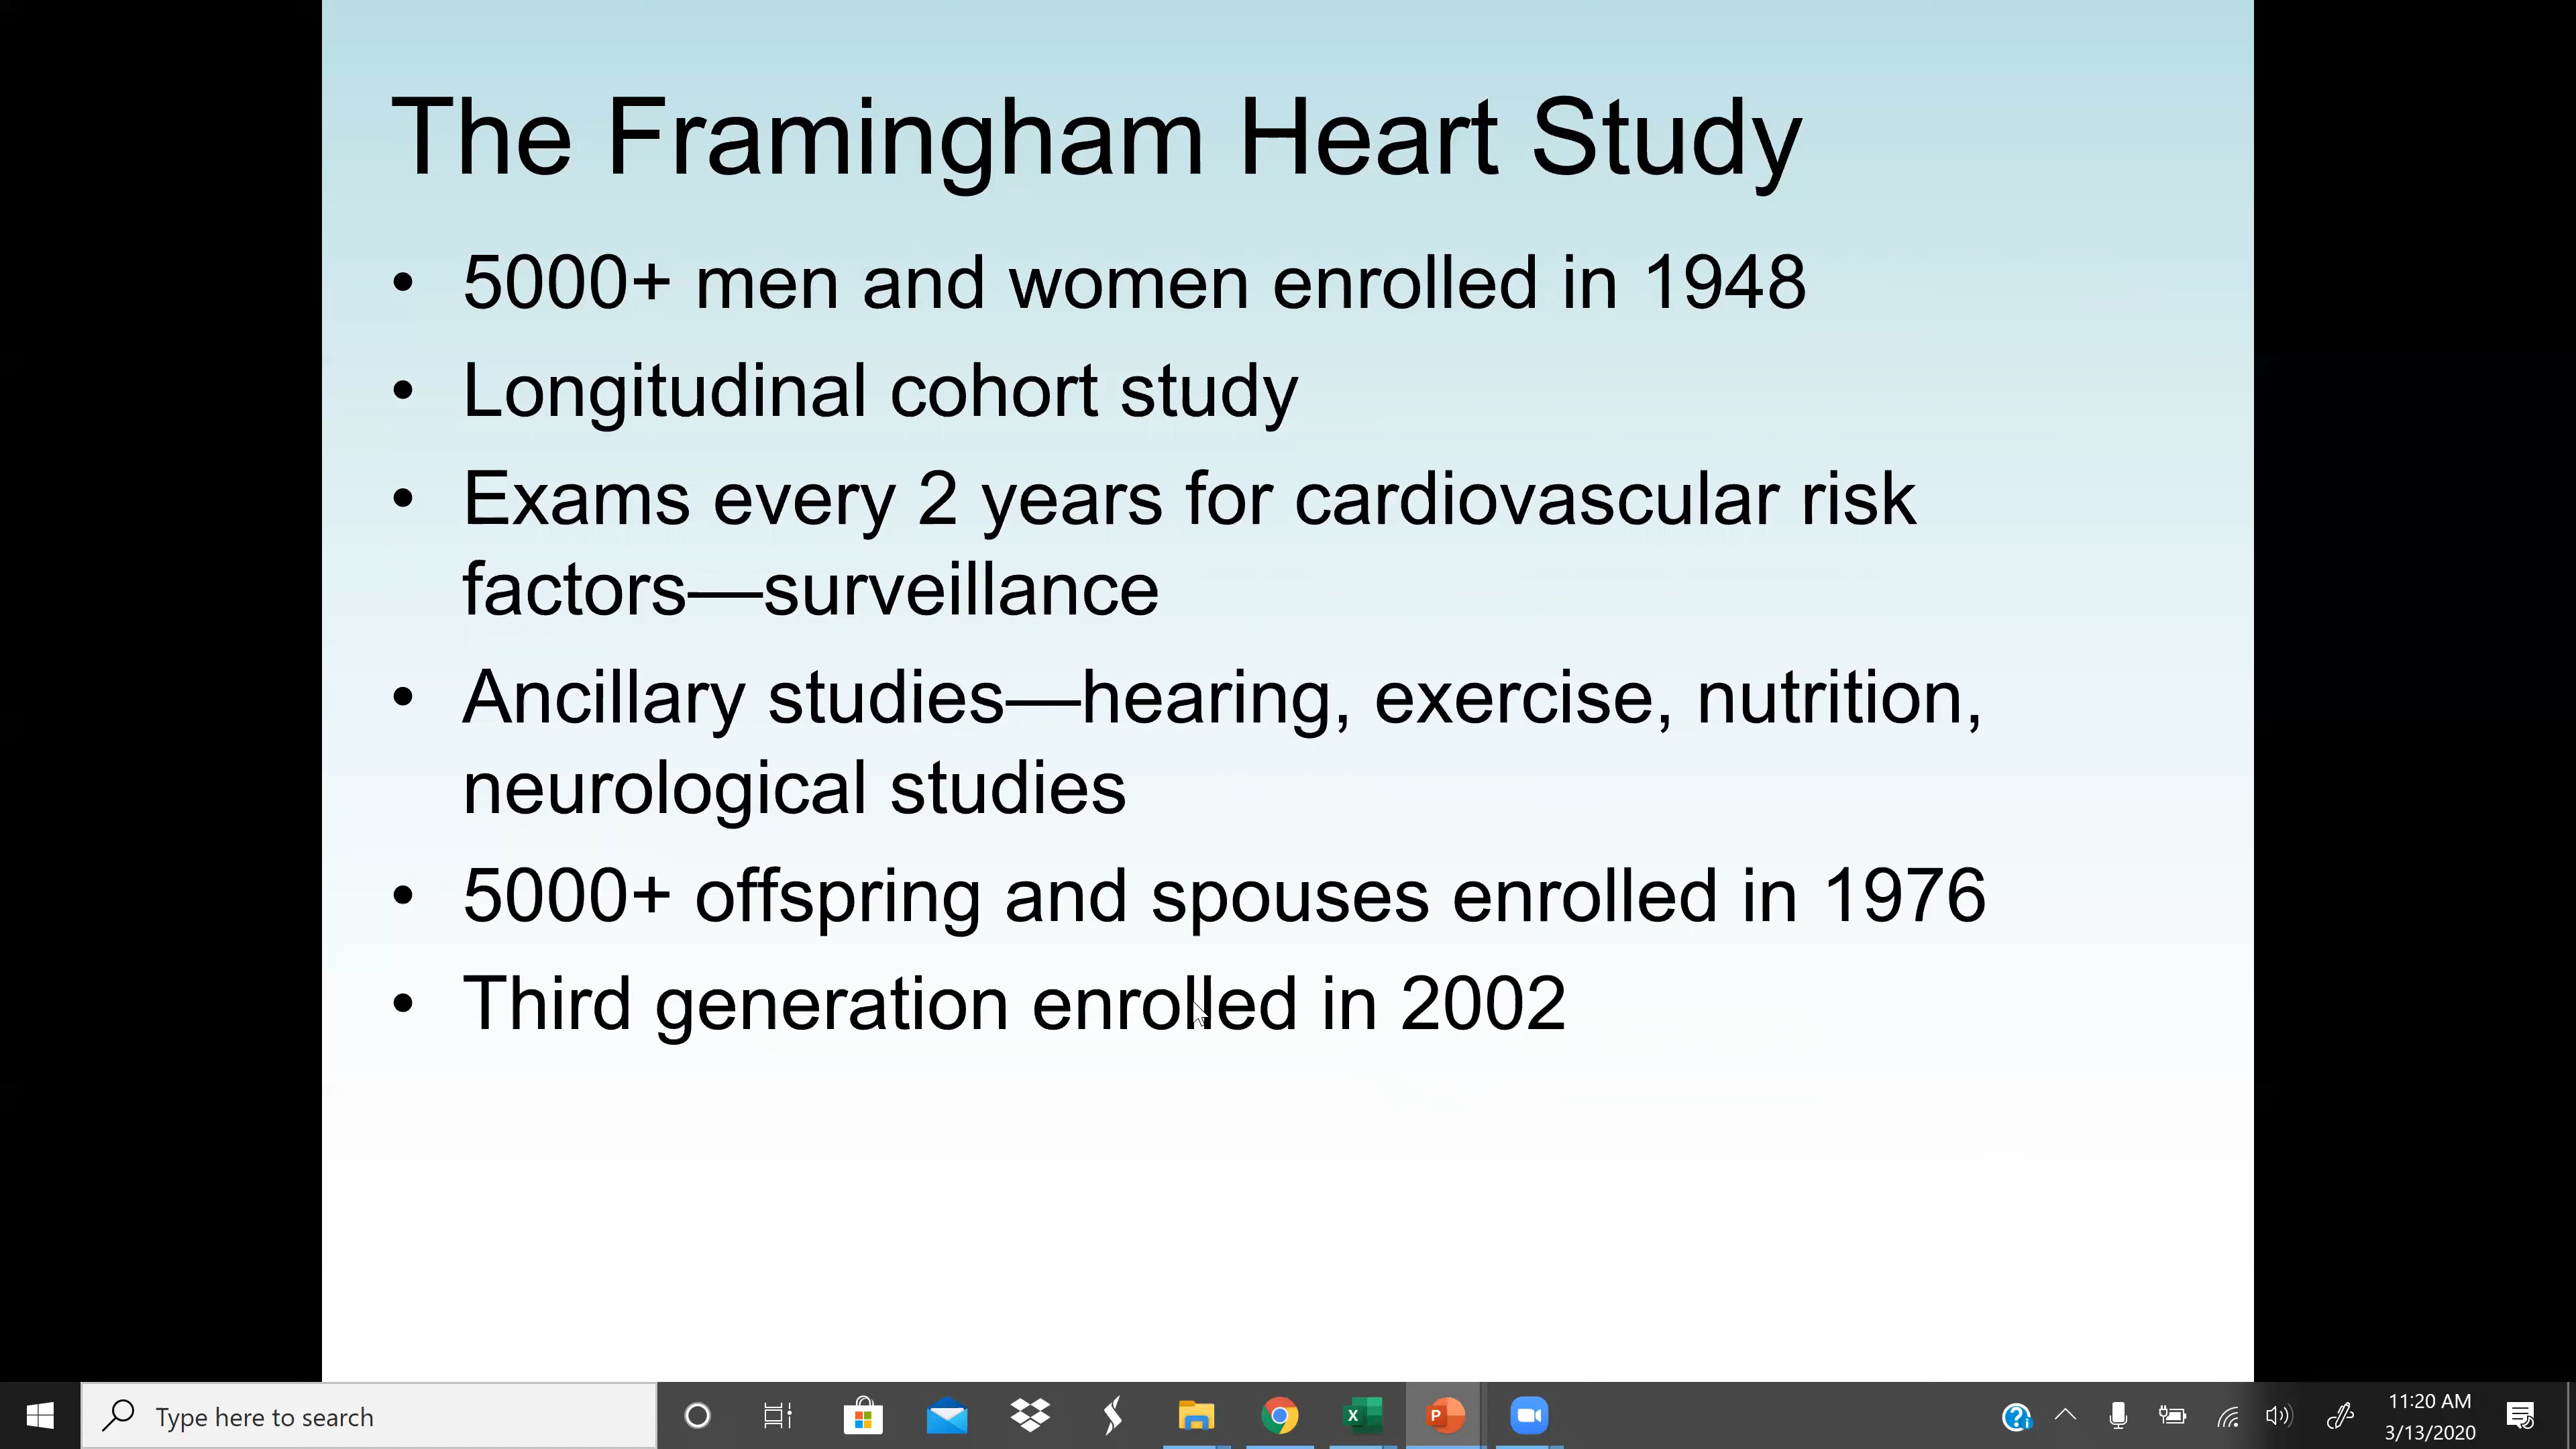 The Framingham Heart Study
• 5000+ men and women enrolled in 1948
• Longitudinal cohort study
• Exams every 2 years for cardiovascular risk
factors—surveillance
• Ancillary studies—hearing, exercise, nutrition,
neurological studies
• 5000+ offspring and spouses enrolled in 1976
• Third generation enrolled in 2002
Type here to search
11:20 AM
3/13/2020